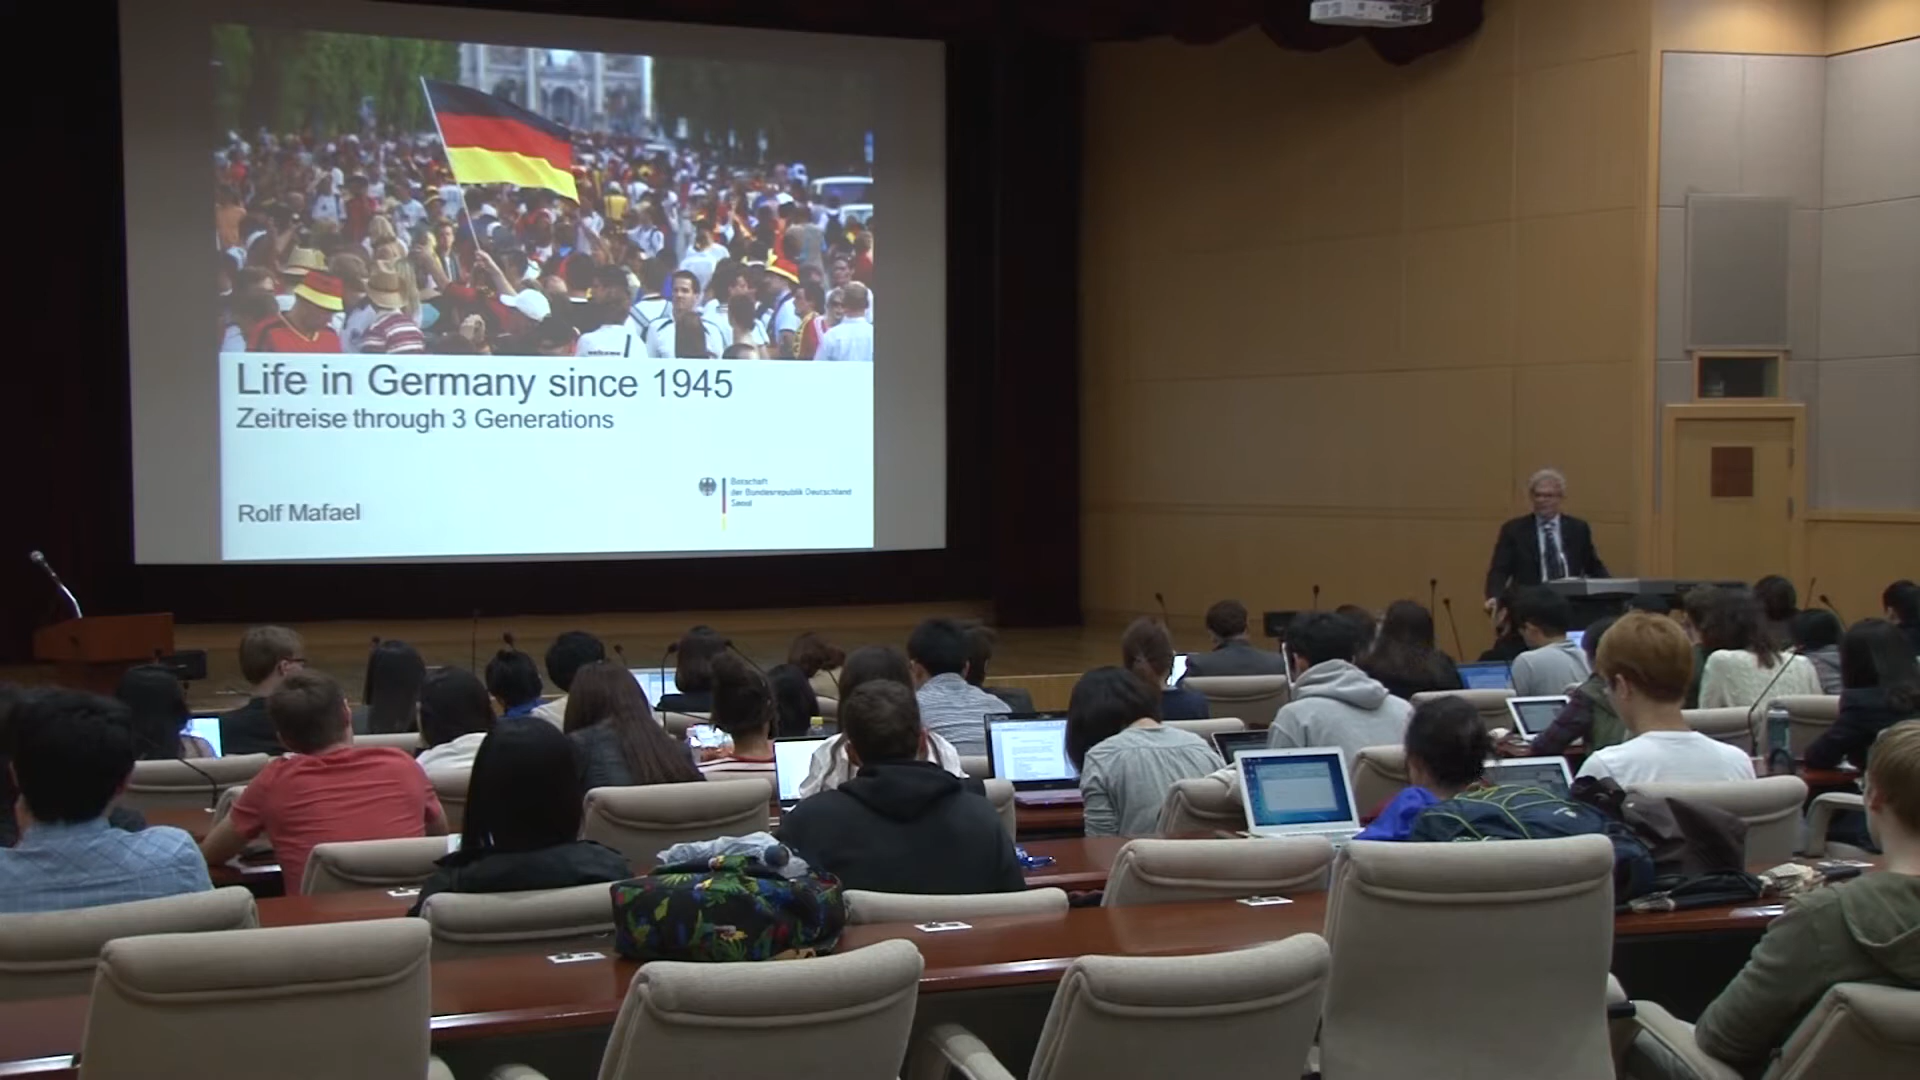 Life in Germany since 1945
Zeitreise through 3 Generations
Botschaft
der Bundesrepublik Deutschland
Seoul
Rolf Mafael